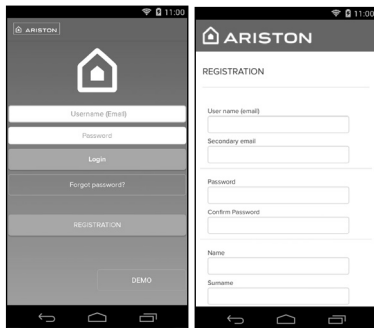 11:00
ARISTON
Username (Email)
Password
Login
Forgot password?
REGISTRATION
DEMO
11:00
ARISTON
REGISTRATION
User name (email)
Secondary email
Password
Confirm Password
Name
Surname